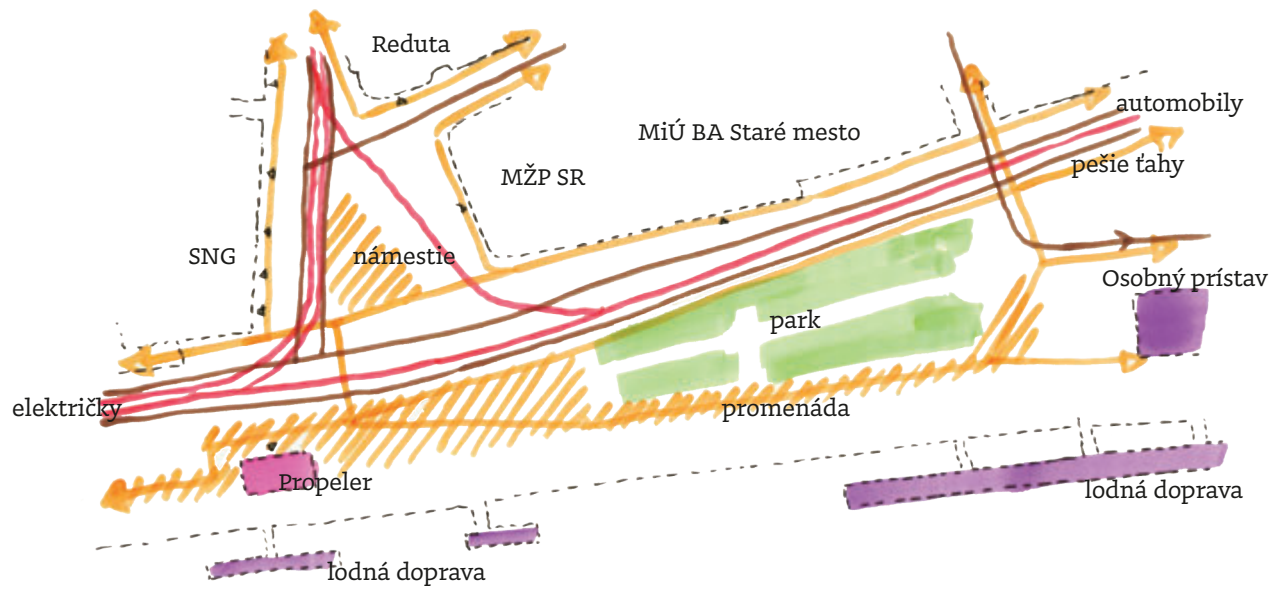 Reduta
automobily
MiÚ BA Staré mesto
pešie ťahy
MŽP SR
SNG
námestie
Osobný prístav
park
električky
promenáda
Propeler
lodná doprava
lodná doprava